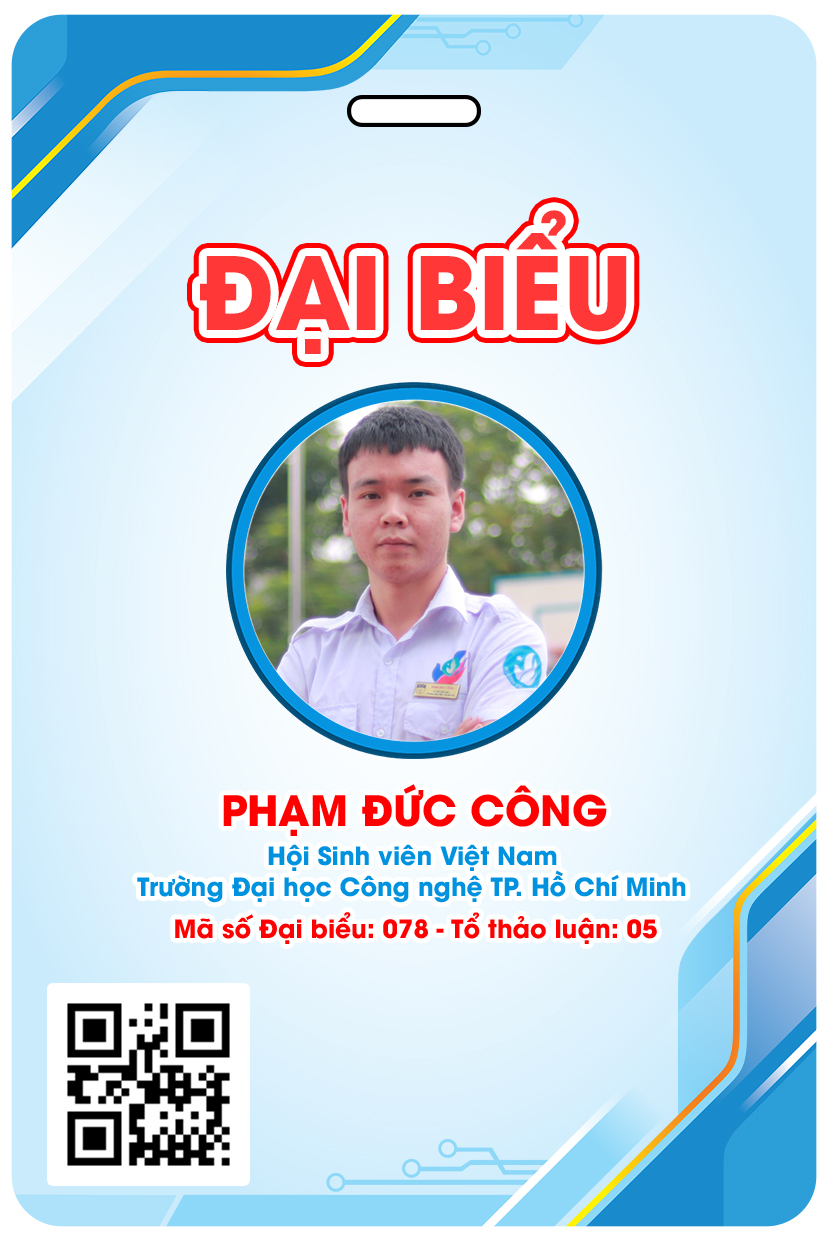 ĐẠI BIỂU
PHẠM ĐỨC CÔNG
Hội Sinh viên Việt Nam
Trường Đại học Công nghệ TP. Hồ Chí Minh
Mã số Đại biểu: 078 - Tổ thảo luận: 05